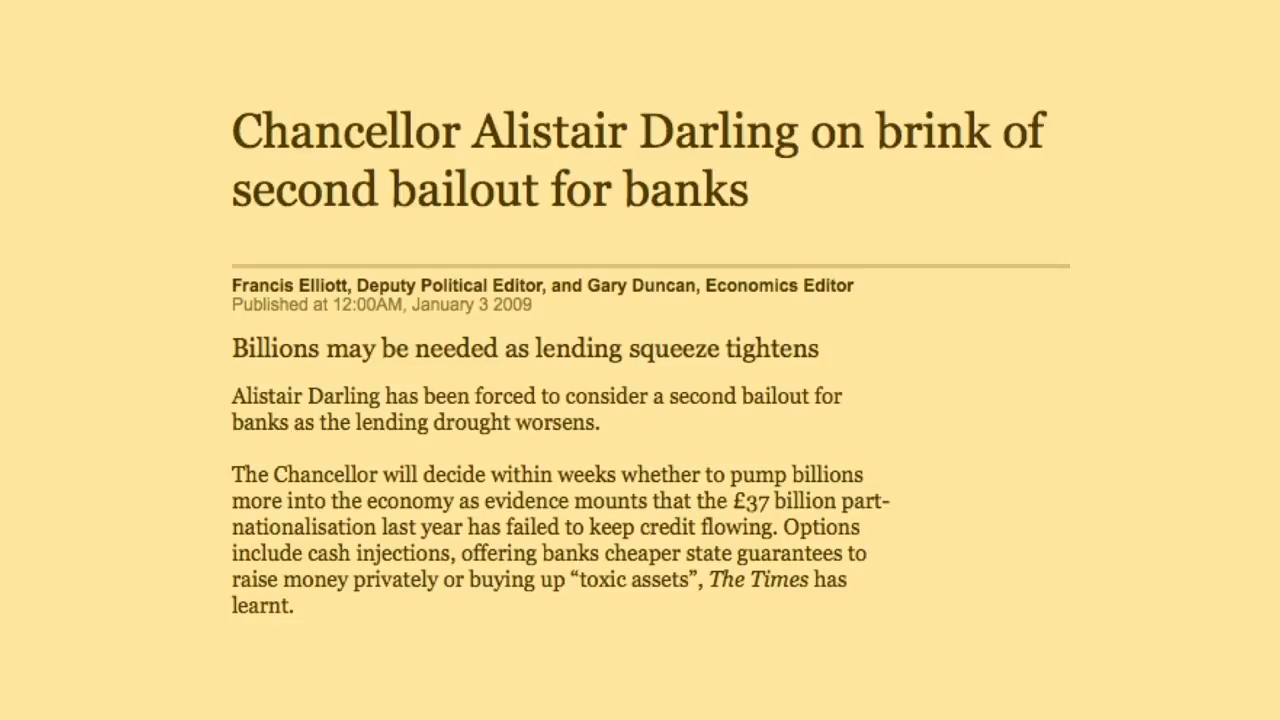 Chancellor Alistair Darling on brink of
second bailout for banks
Francis Elliott, Deputy Political Editor, and Gary Duncan, Economics Editor
Published at 12:00AM, January 3 2009
Billions may be needed as lending squeeze tightens
Alistair Darling has been forced to consider a second bailout for
banks as the lending drought worsens.
The Chancellor will decide within weeks whether to pump billions
more into the economy as evidence mounts that the £37 billion part-
nationalisation last year has failed to keep credit flowing. Options
include cash injections, offering banks cheaper state guarantees to
raise money privately or buying up “toxic assets”, The Times has
learnt.